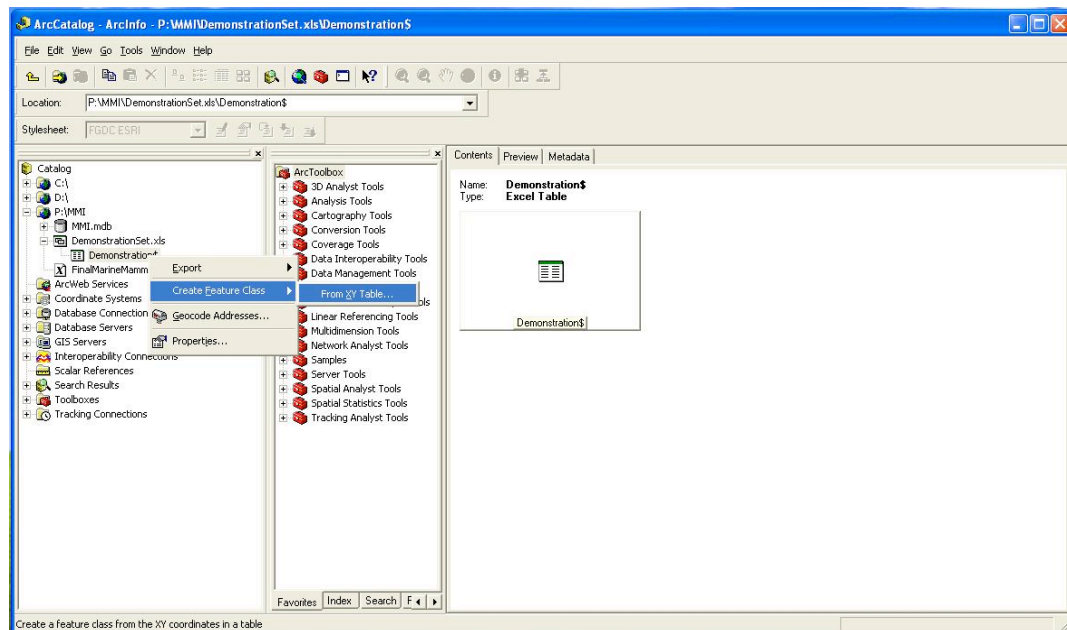 ArcCatalog - ArcInfo - P:\MMI\DemonstrationSet.xls\Demonstration$
File Edit View Go Tools Window Help
Location: P:\MMI\DemonstrationSet.xls\Demonstration$
Stylesheet: FGDC ESRI
Catalog
C:\
D:\
P:\MMI
MMI.mdb
DemonstrationSet.xls
Demonstration$
FinalMarineMamm
ArcWeb Services
Coordinate Systems
Database Connection
Database Servers
GIS Servers
Interoperability Connections
Scalar References
Search Results
Toolboxes
Tracking Connections
Export
Create Feature Class
Geocode Addresses...
Properties...
From XY Table...
ArcToolbox
3D Analyst Tools
Analysis Tools
Cartography Tools
Conversion Tools
Coverage Tools
Data Interoperability Tools
Data Management Tools
Linear Referencing Tools
Multidimension Tools
Network Analyst Tools
Samples
Server Tools
Spatial Analyst Tools
Spatial Statistics Tools
Tracking Analyst Tools
Favorites Index Search F
Contents Preview Metadata
Name: Demonstration$
Type: Excel Table
Demonstration$
Create a feature class from the XY coordinates in a table